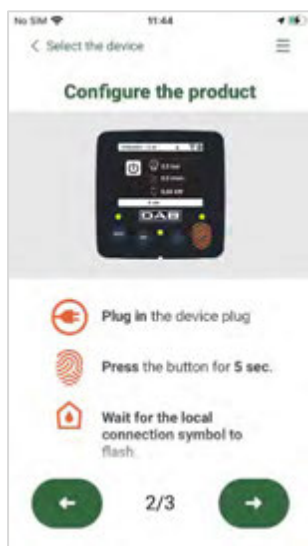 No SIM 11:44
Select the device
Configure the product
DAB
Plug in the device plug
Press the button for 5 sec.
Wait for the local
connection symbol to
flash.
2/3